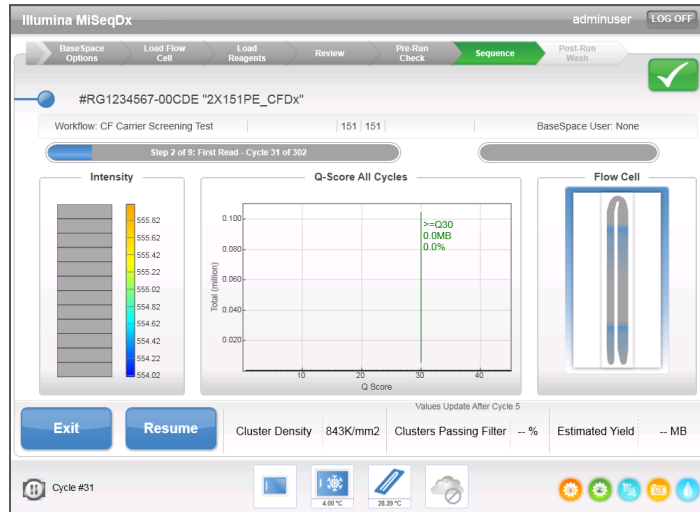 Illumina MiSeqDx
adminuser
LOG OFF
BaseSpace Options
Load Flow Cell
Load Reagents
Review
Pre-Run Check
Sequence
Post-Run Wash
#RG1234567-00CDE "2X151PE_CFDx"
Workflow: CF Carrier Screening Test
151 151
BaseSpace User: None
Step 2 of 9: First Read - Cycle 31 of 302
Intensity
555.82
555.62
555.42
555.22
555.02
554.82
554.62
554.42
554.22
554.02
Q-Score All Cycles
Total (million)
0.100
0.080
0.060
0.040
0.020
>=Q30
0.0MB
0.0%
10 20 30 40
Q Score
Flow Cell
Values Update After Cycle 5
Exit
Resume
Cluster Density 843K/mm2
Clusters Passing Filter -- %
Estimated Yield -- MB
Cycle #31
4.00 °C
28.29 °C